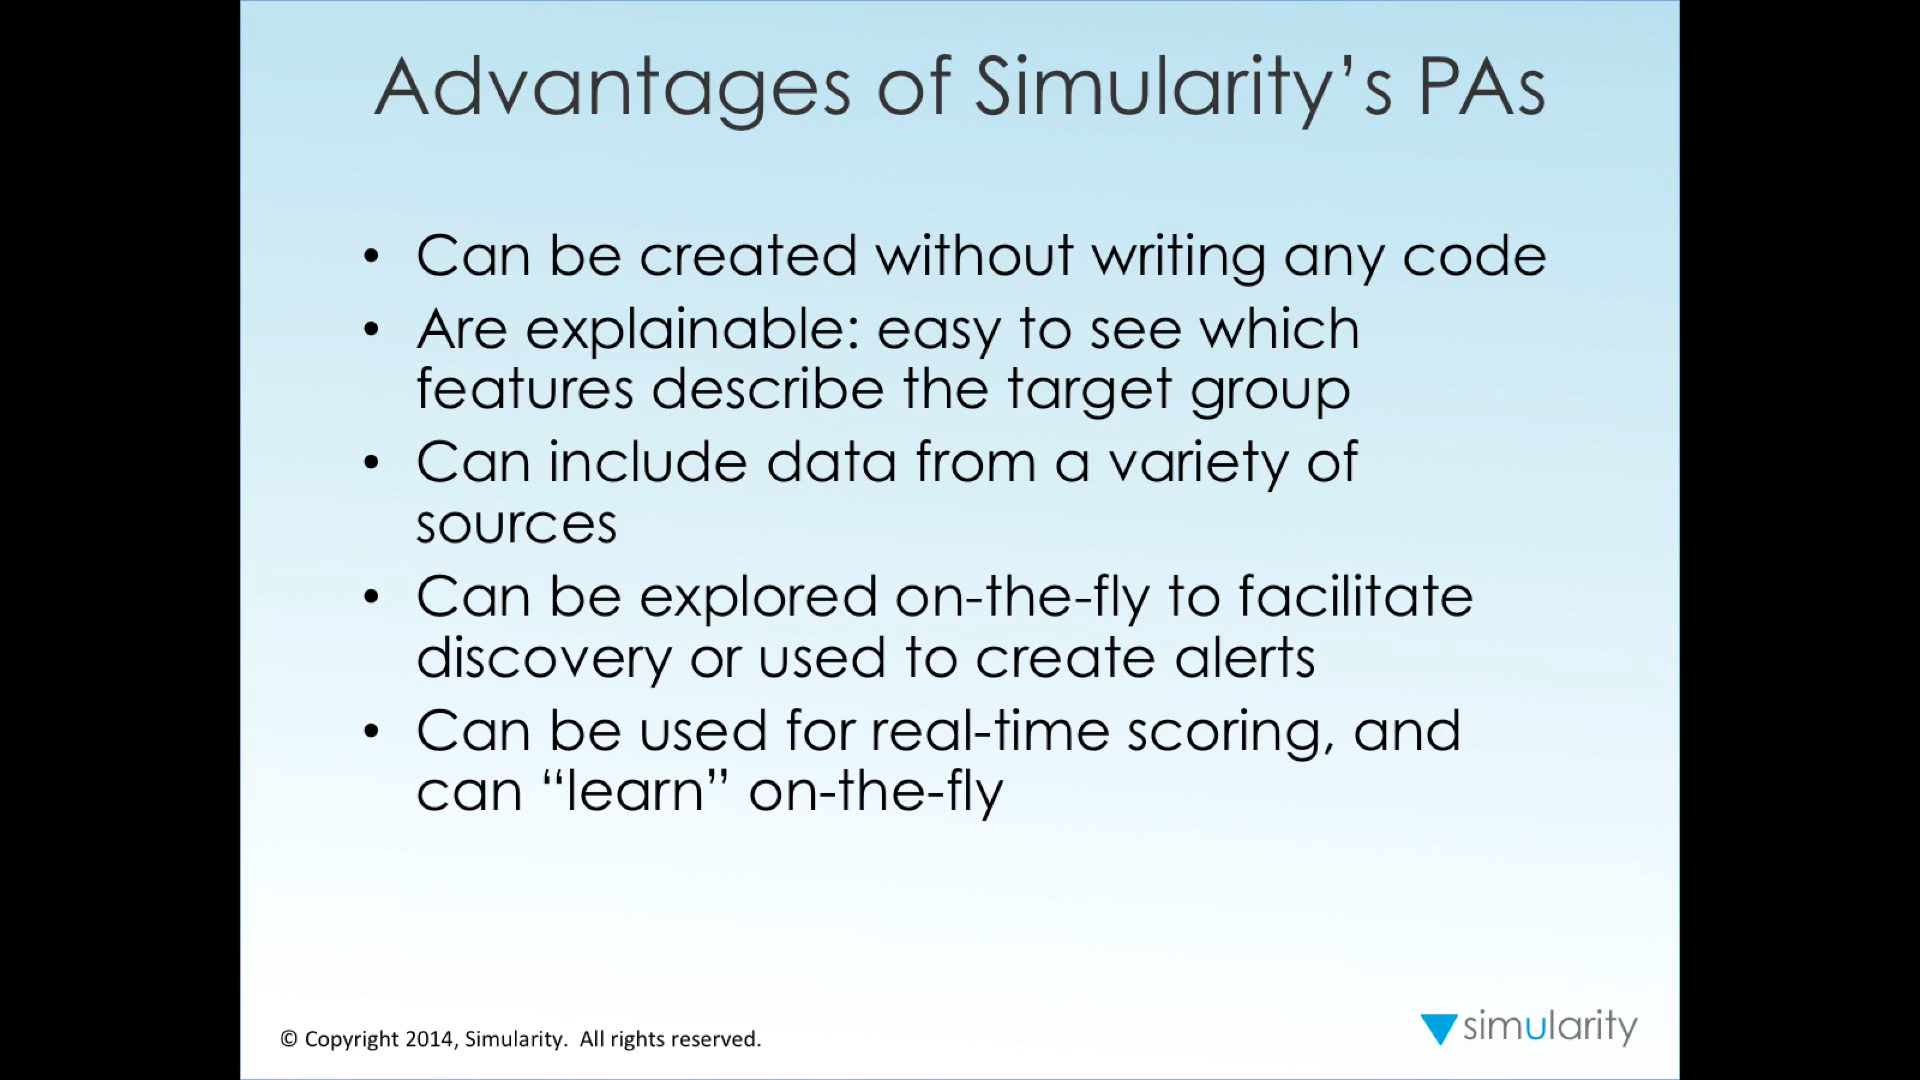 Advantages of Simularity’s PAs
• Can be created without writing any code
• Are explainable: easy to see which
features describe the target group
• Can include data from a variety of
sources
• Can be explored on-the-fly to facilitate
discovery or used to create alerts
• Can be used for real-time scoring, and
can “learn” on-the-fly
© Copyright 2014, Simularity. All rights reserved.
simularity